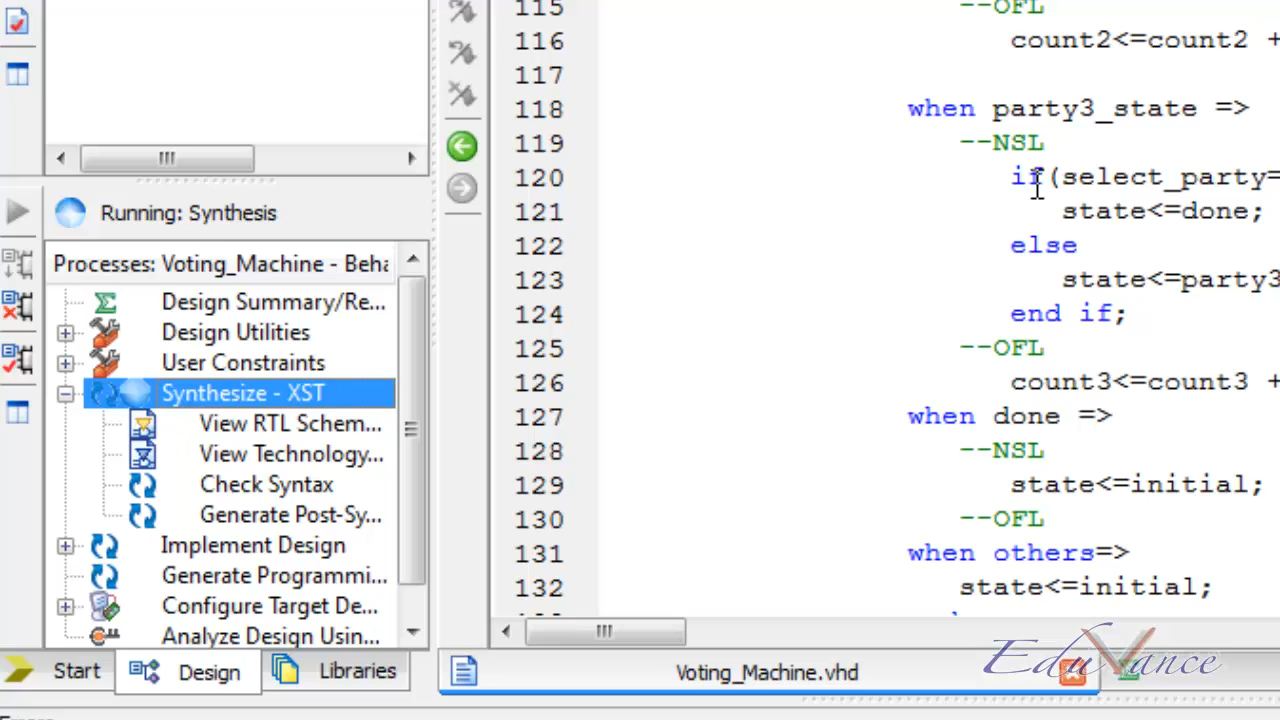 Running: Synthesis
Processes: Voting_Machine - Beha
Design Summary/Re...
Design Utilities
User Constraints
Synthesize - XST
View RTL Schem...
View Technology...
Check Syntax
Generate Post-Sy...
Implement Design
Generate Programmi...
Configure Target De...
Analyze Design Usin...
Start
Design
Libraries
115 --OFL
116 count2<=count2 +
117
118 when party3_state =>
119 --NSL
120 if(select_party=
121 state<=done;
122 else
123 state<=party3
124 end if;
125 --OFL
126 count3<=count3 +
127 when done =>
128 --NSL
129 state<=initial;
130 --OFL
131 when others=>
132 state<=initial;
Voting_Machine.vhd
EduVance